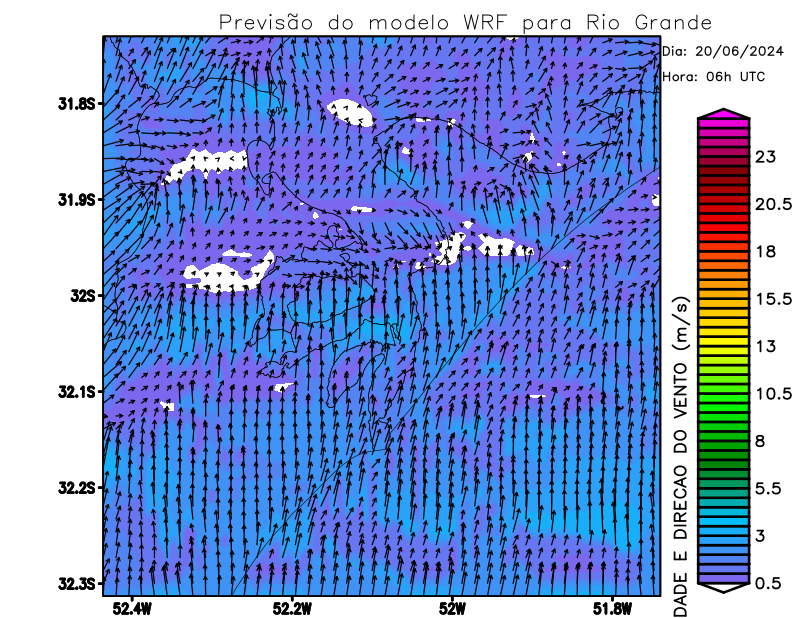 Previsão do modelo WRF para Rio Grande
Dia: 20/06/2024
Hora: 06h UTC
31.8S
31.9S
32S
32.1S
32.2S
32.3S
52.4W
52.2W
52W
51.8W
DADE E DIRECAO DO VENTO (m/s)
23
20.5
18
15.5
13
10.5
8
5.5
3
0.5